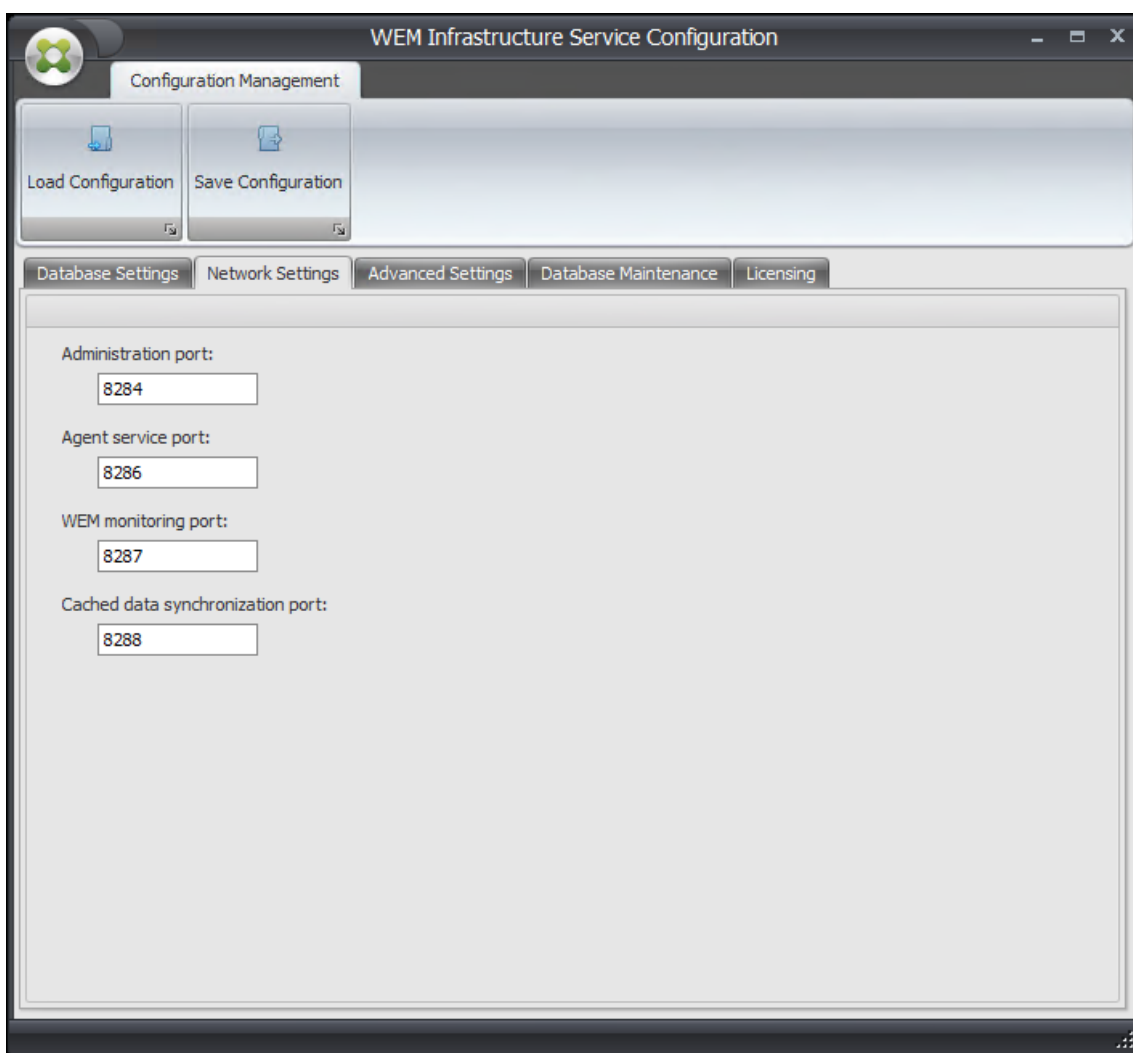 WEM Infrastructure Service Configuration
Configuration Management
Load Configuration
Save Configuration
Database Settings
Network Settings
Advanced Settings
Database Maintenance
Licensing
Administration port:
8284
Agent service port:
8286
WEM monitoring port:
8287
Cached data synchronization port:
8288